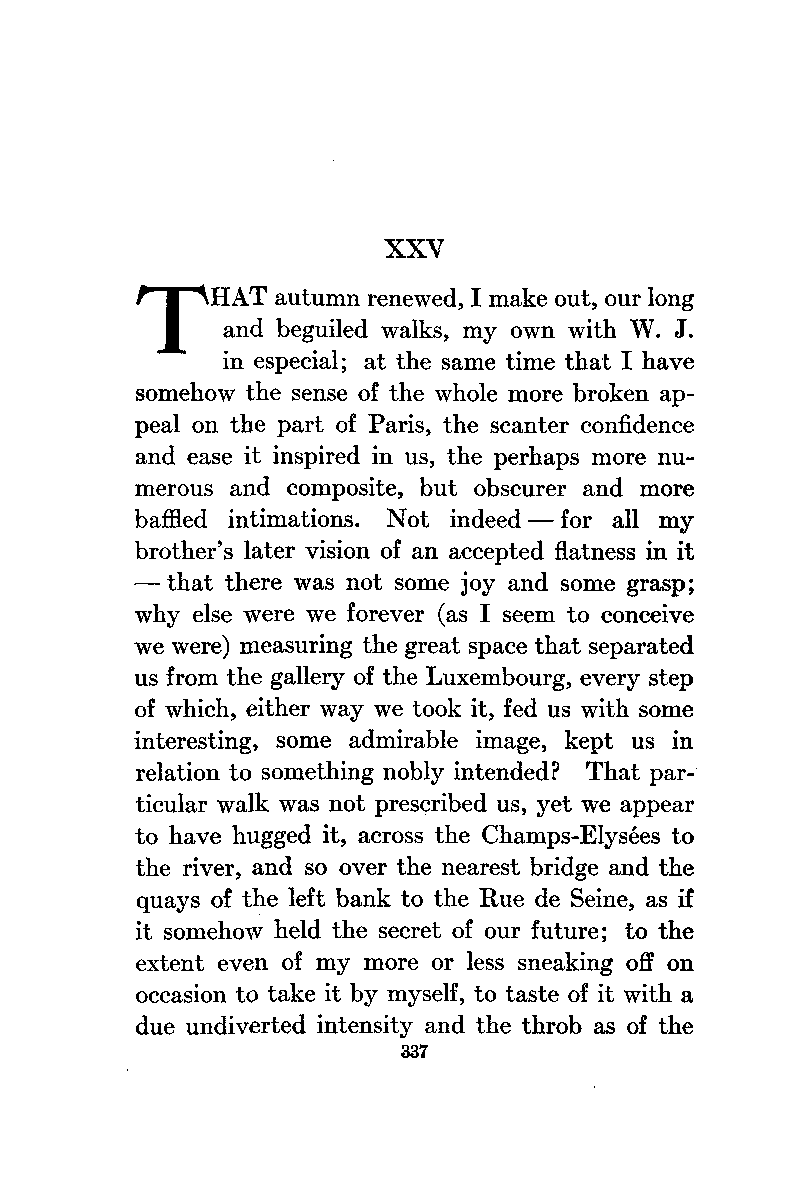 XXV
THAT autumn renewed, I make out, our long
and beguiled walks, my own with W. J.
in especial; at the same time that I have
somehow the sense of the whole more broken ap-
peal on the part of Paris, the scanter confidence
and ease it inspired in us, the perhaps more nu-
merous and composite, but obscurer and more
baffled intimations. Not indeed — for all my
brother's later vision of an accepted flatness in it
— that there was not some joy and some grasp;
why else were we forever (as I seem to conceive
we were) measuring the great space that separated
us from the gallery of the Luxembourg, every step
of which, either way we took it, fed us with some
interesting, some admirable image, kept us in
relation to something nobly intended? That par-
ticular walk was not prescribed us, yet we appear
to have hugged it, across the Champs-Elysées to
the river, and so over the nearest bridge and the
quays of the left bank to the Rue de Seine, as if
it somehow held the secret of our future; to the
extent even of my more or less sneaking off on
occasion to take it by myself, to taste of it with a
due undiverted intensity and the throb as of the
337